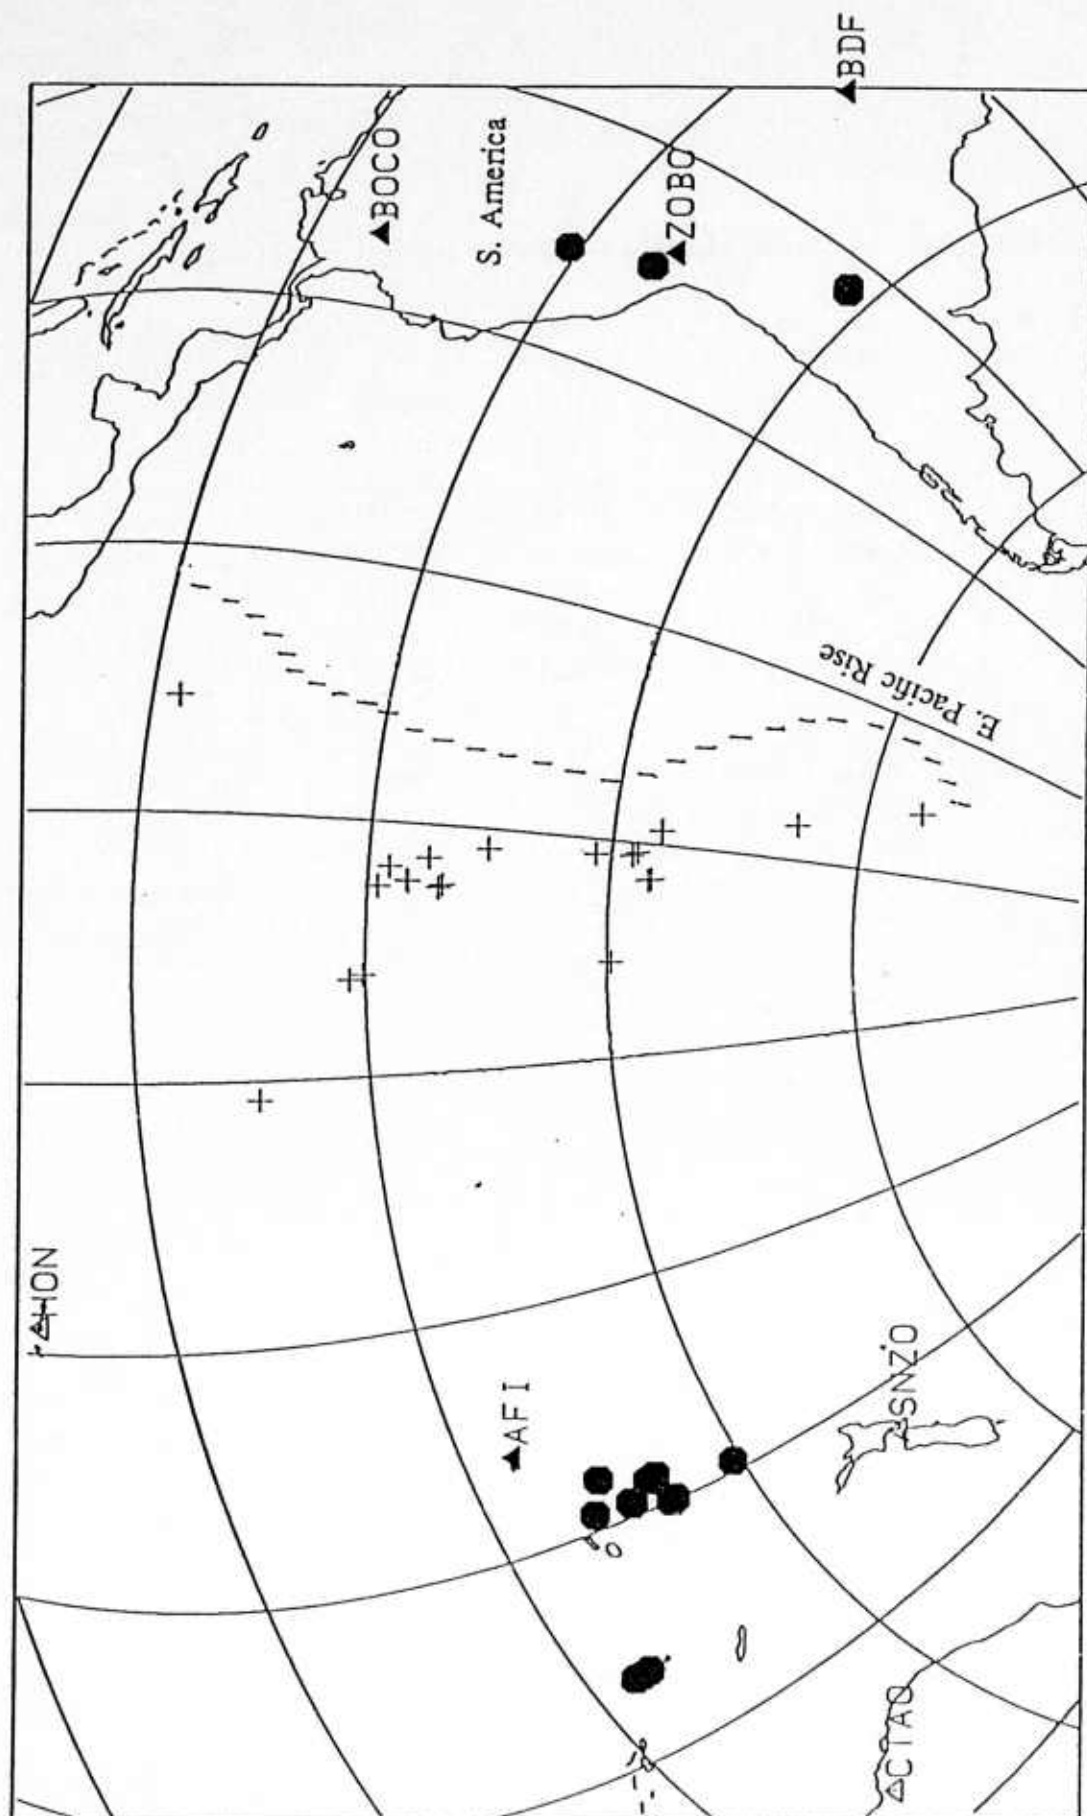 BDF
BOCO
S. America
ZOBO
E. Pacific Rise
HON
AFI
SNZO
CTAO